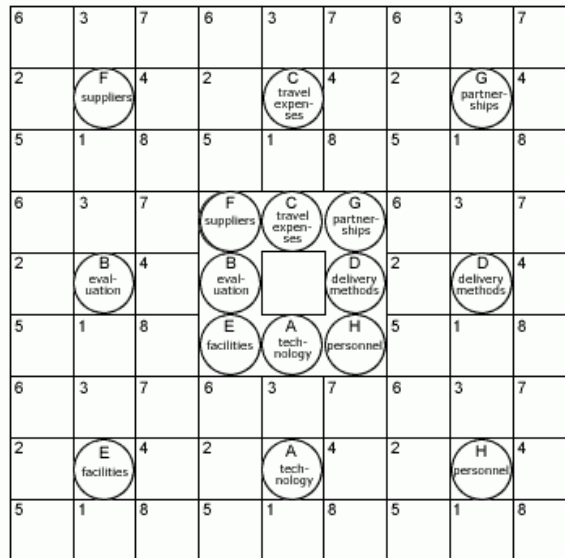 6 3 7 6 3 7 6 3 7
2 F 4 2 C 4 2 G 4
suppliers travel partner-
expen- ships
ses
5 1 8 5 1 8 5 1 8
6 3 7 F C G 6 3 7
suppliers travel partner-
expen- ships
ses
2 B 4 B D 2 D 4
eval- eval- delivery delivery
uation uation methods methods
5 1 8 E A H 5 1 8
facilities tech- personnel
nology
6 3 7 6 3 7 6 3 7
2 E 4 2 A 4 2 H 4
facilities tech- personnel
nology
5 1 8 5 1 8 5 1 8